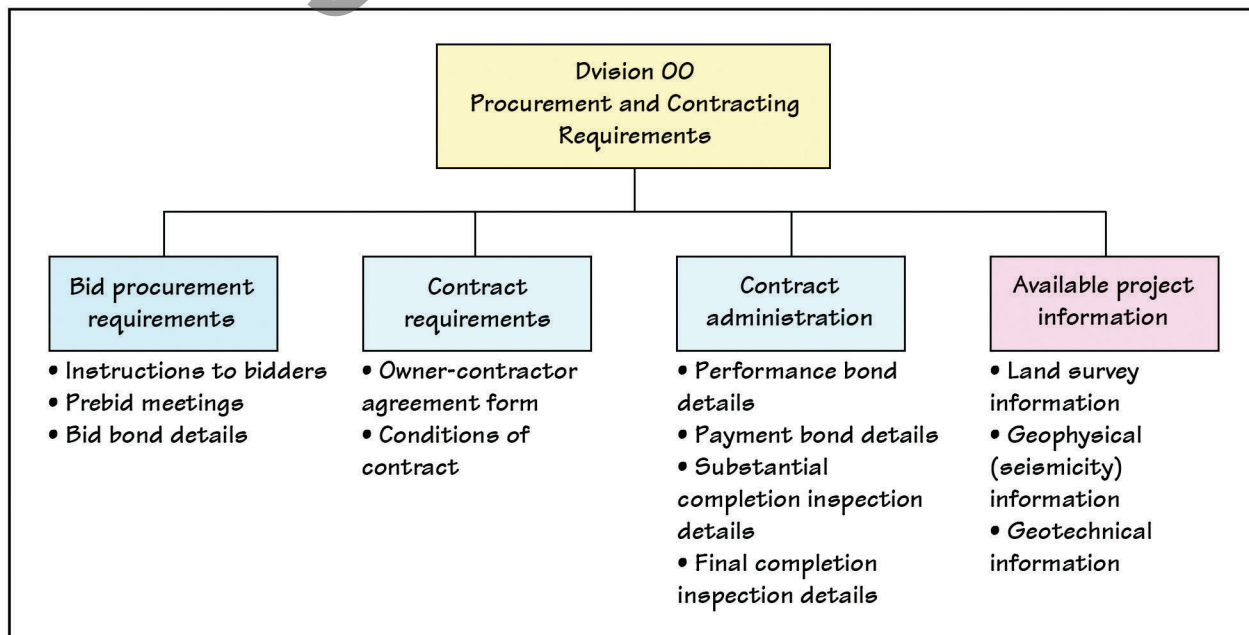 Dvision 00
Procurement and Contracting
Requirements
Bid procurement
requirements
• Instructions to bidders
• Prebid meetings
• Bid bond details
Contract
requirements
• Owner-contractor
agreement form
• Conditions of
contract
Contract
administration
• Performance bond
details
• Payment bond details
• Substantial
completion inspection
details
• Final completion
inspection details
Available project
information
• Land survey
information
• Geophysical
(seismicity)
information
• Geotechnical
information